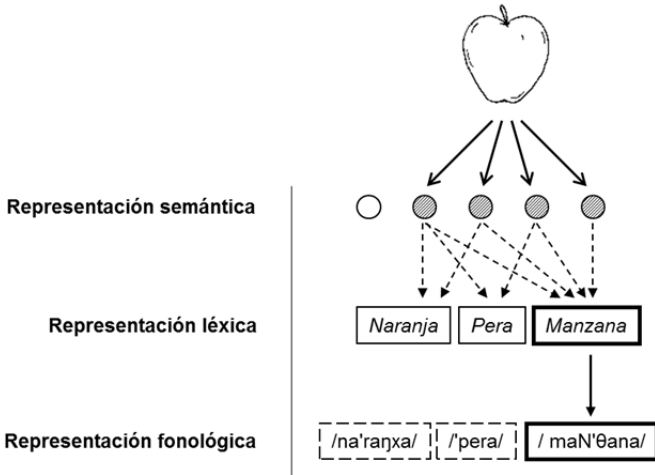 Representación semántica
Representación léxica
Naranja
Pera
Manzana
Representación fonológica
/na'raŋxa/
/'pera/
/ maN'θana/